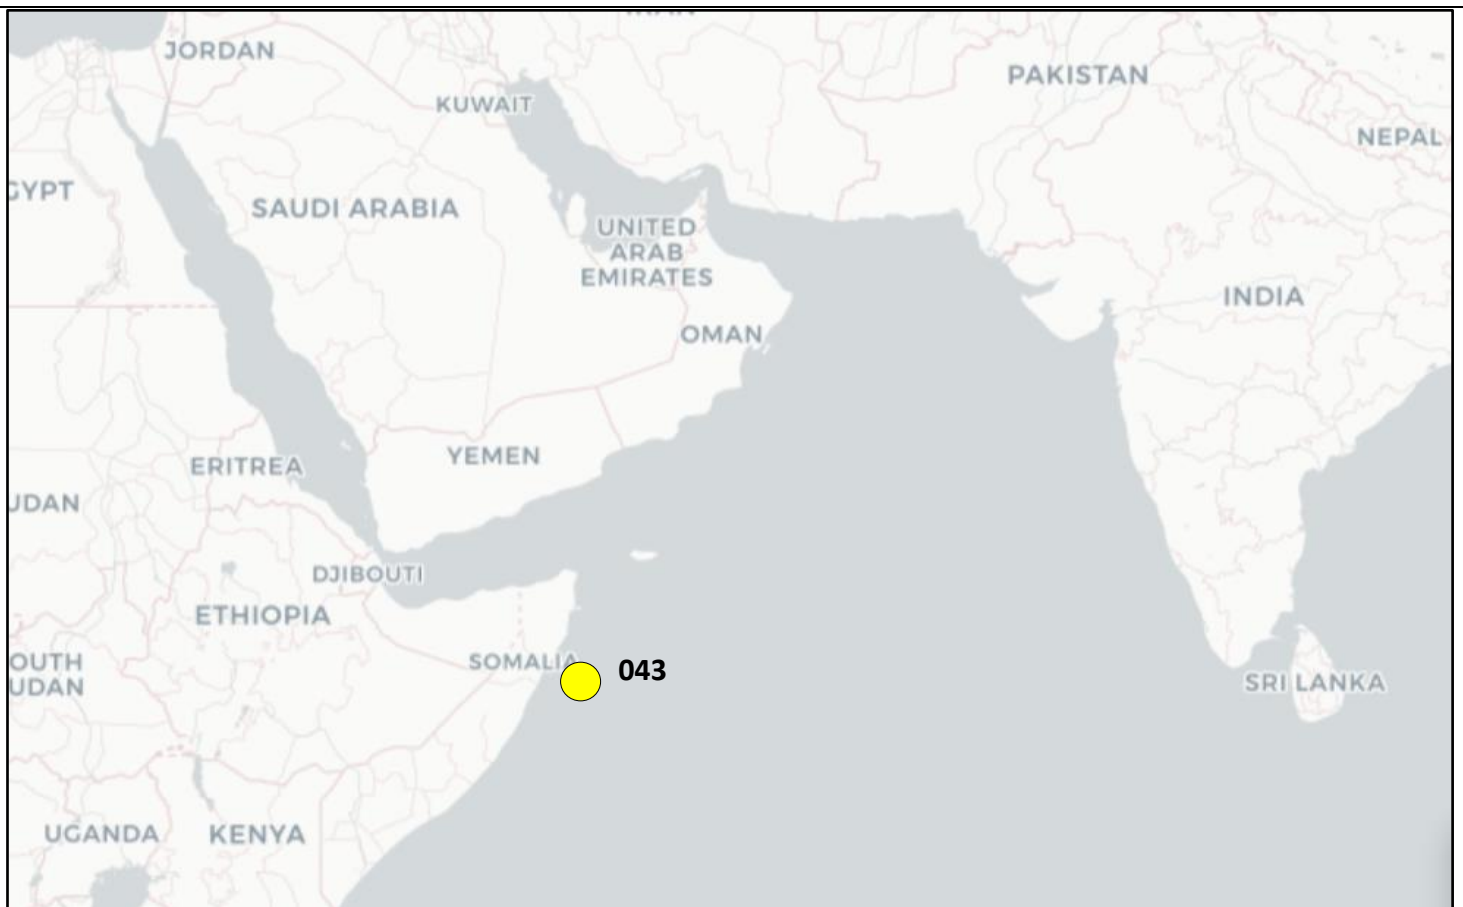 JORDAN
PAKISTAN
KUWAIT
NEPAL
GYPT
SAUDI ARABIA
UNITED
ARAB
EMIRATES
INDIA
OMAN
YEMEN
ERITREA
UDAN
DJIBOUTI
ETHIOPIA
OUTH
UDAN
SOMALIA
043
SRI LANKA
UGANDA
KENYA